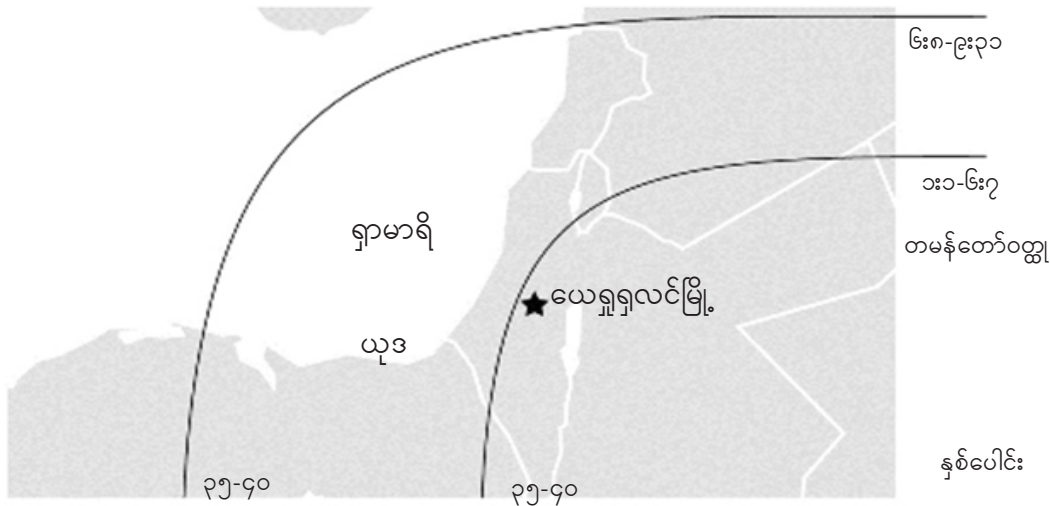 ၆း၈-၉း၃၁
၁း၁-၆း၇
ရှာမာရိ
တမန်တော်ဝတ္ထု
ယေရှုရှလင်မြို့
ယုဒ
နှစ်ပေါင်း
၃၅-၄၀
၃၅-၄၀